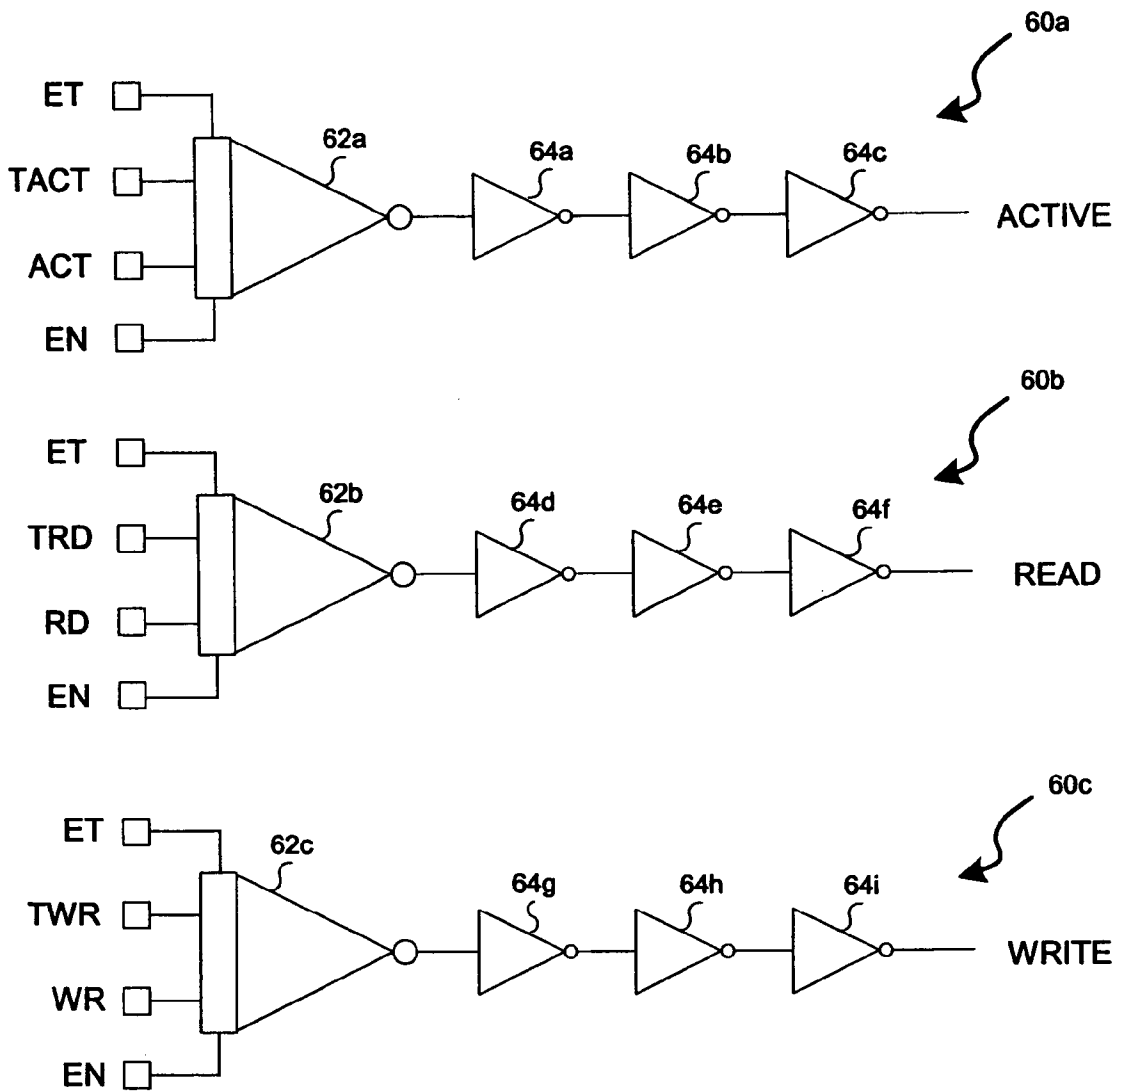 60a
ET
62a
TACT
64a
64b
64c
ACTIVE
ACT
EN
60b
ET
62b
64d
64e
64f
TRD
READ
RD
EN
60c
ET
62c
64g
64h
64i
TWR
WRITE
WR
EN